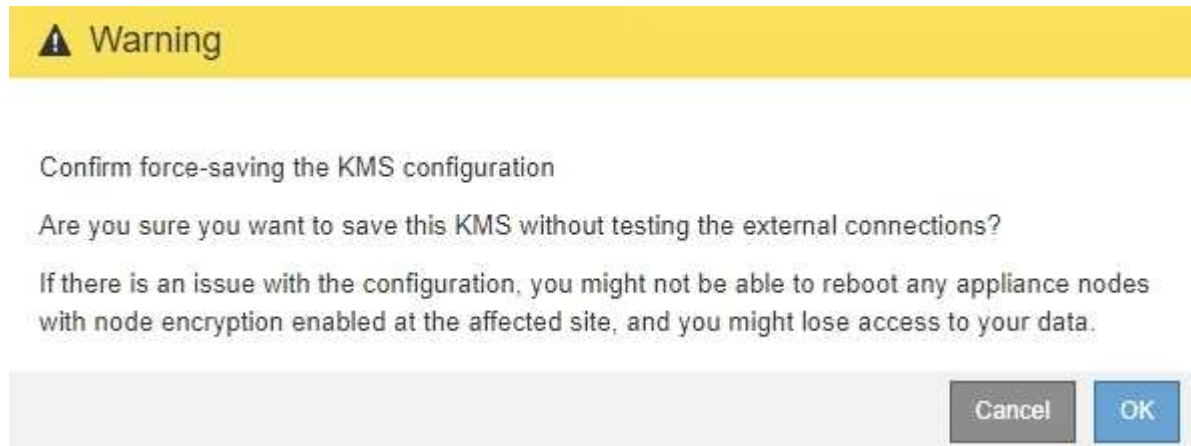 Warning
Confirm force-saving the KMS configuration
Are you sure you want to save this KMS without testing the external connections?
If there is an issue with the configuration, you might not be able to reboot any appliance nodes
with node encryption enabled at the affected site, and you might lose access to your data.
Cancel OK